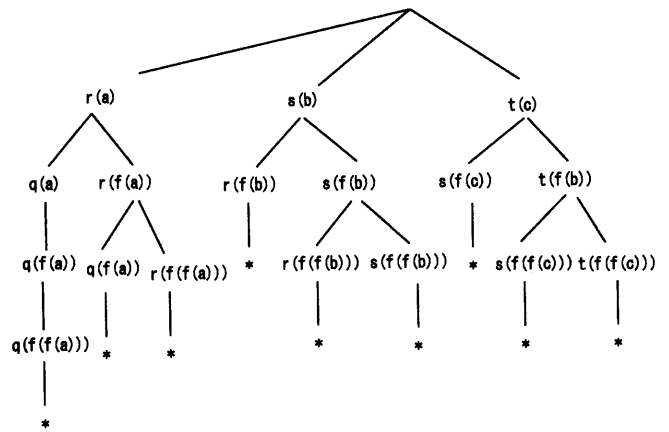 r(a) s(b) t(c)
q(a) r(f(a)) r(f(b)) s(f(b)) s(f(c)) t(f(b))
q(f(a)) q(f(a)) r(f(f(a))) * r(f(f(b))) s(f(f(b))) * s(f(f(c))) t(f(f(c)))
q(f(f(a))) * * * * * *
*